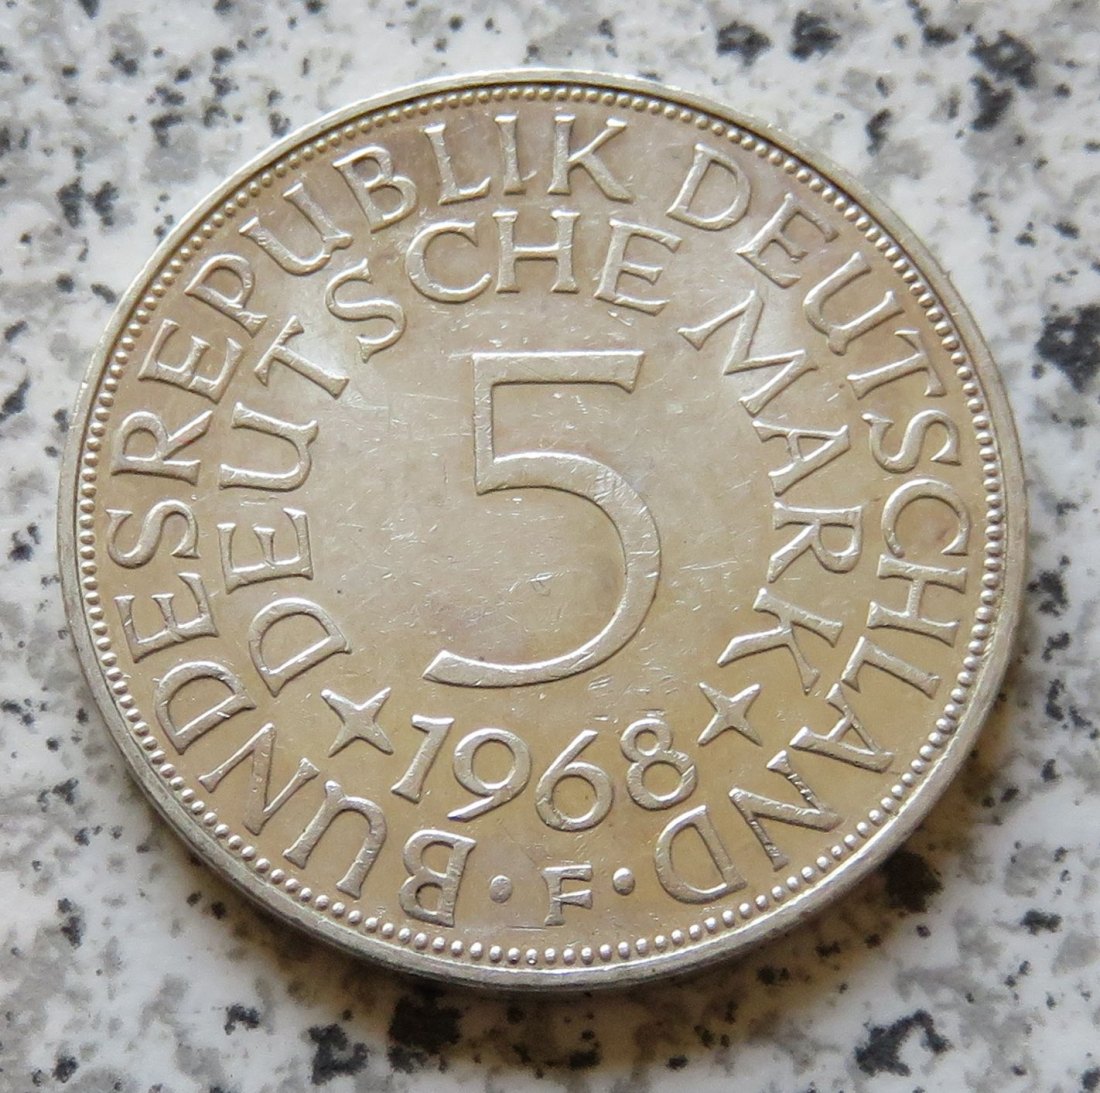 BUNDESREPUBLIK DEUTSCHLAND
DEUTSCHE MARK
5
1968
· F ·